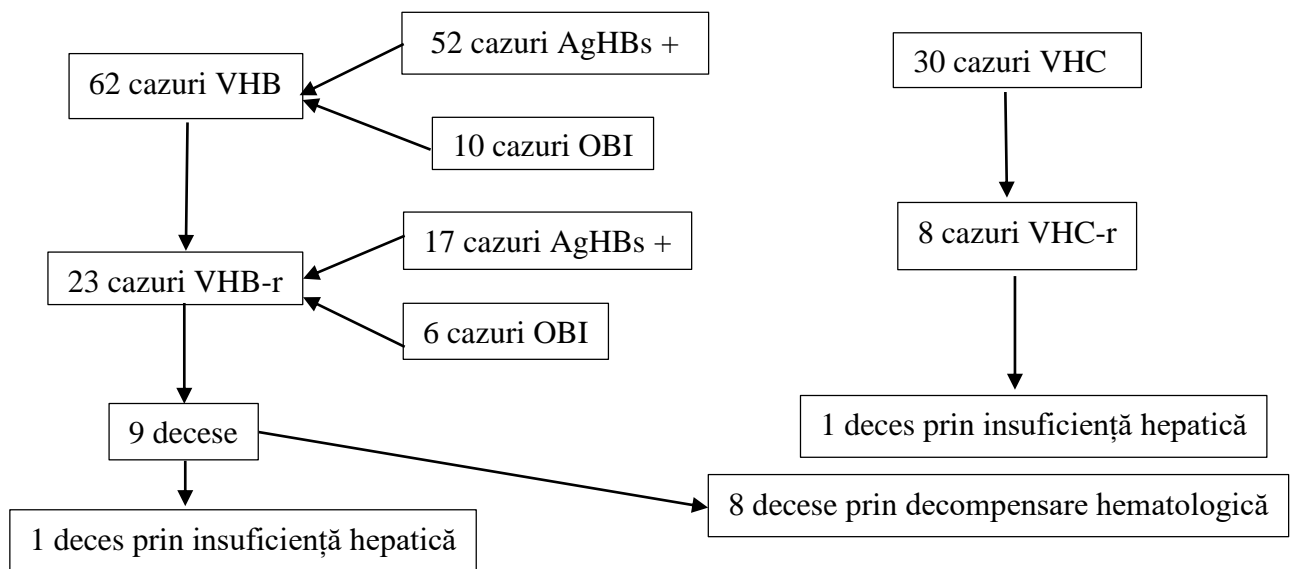 52 cazuri AgHBs +
62 cazuri VHB
30 cazuri VHC
10 cazuri OBI
17 cazuri AgHBs +
8 cazuri VHC-r
23 cazuri VHB-r
6 cazuri OBI
9 decese
1 deces prin insuficiență hepatică
8 decese prin decompensare hematologică
1 deces prin insuficiență hepatică